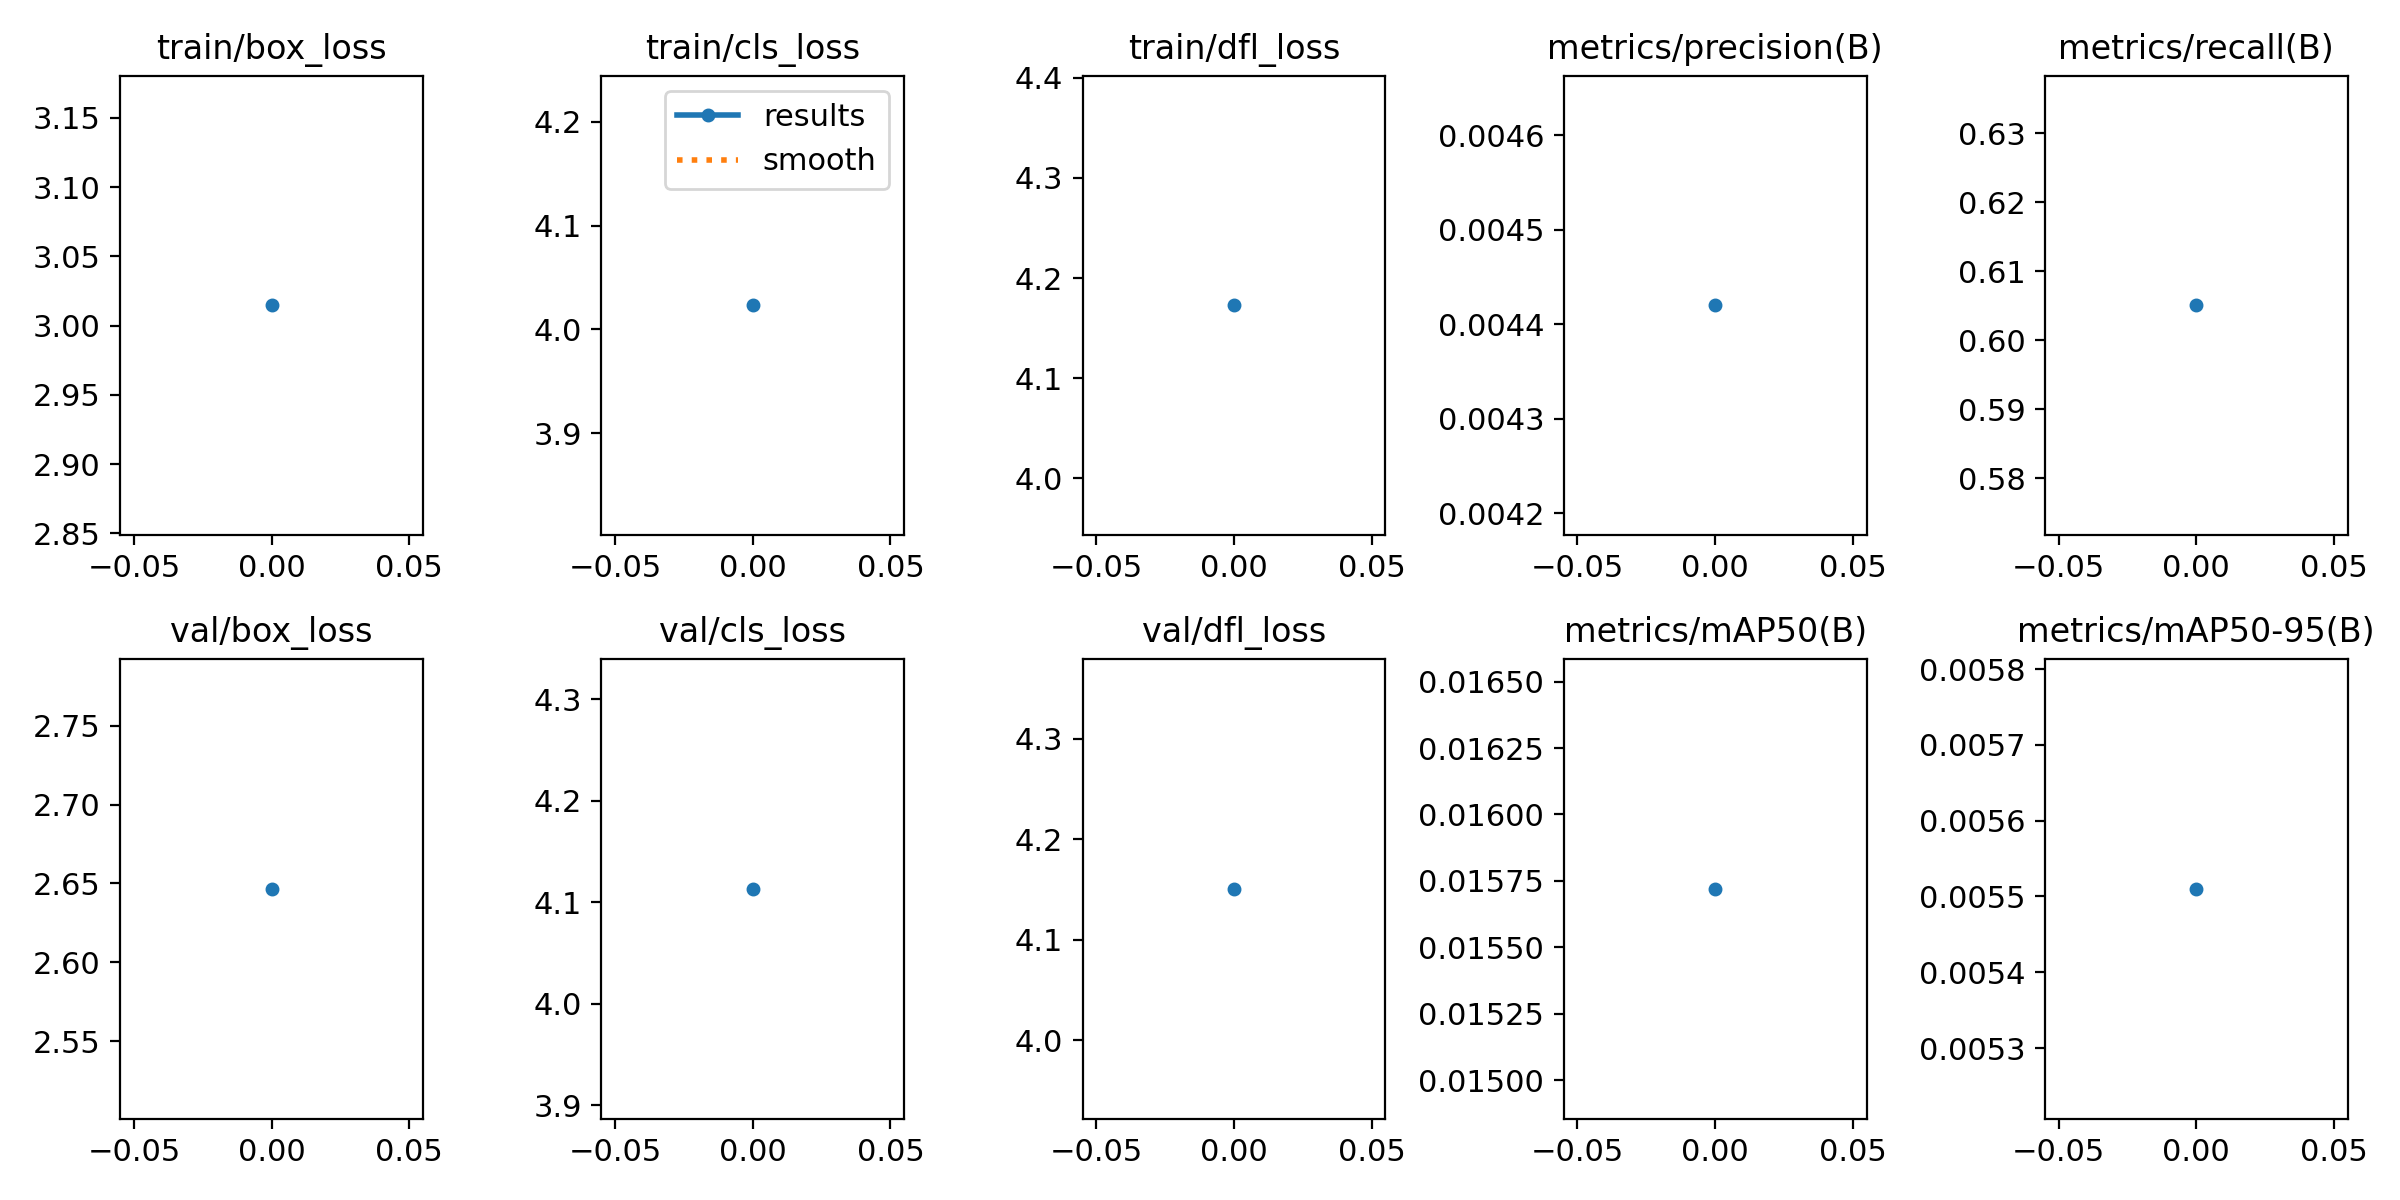 train/box_loss
3.15
3.10
3.05
3.00
2.95
2.90
2.85
−0.05 0.00 0.05
train/cls_loss
results
smooth
4.2
4.1
4.0
3.9
−0.05 0.00 0.05
train/dfl_loss
4.4
4.3
4.2
4.1
4.0
−0.05 0.00 0.05
metrics/precision(B)
0.0046
0.0045
0.0044
0.0043
0.0042
−0.05 0.00 0.05
metrics/recall(B)
0.63
0.62
0.61
0.60
0.59
0.58
−0.05 0.00 0.05
val/box_loss
2.75
2.70
2.65
2.60
2.55
−0.05 0.00 0.05
val/cls_loss
4.3
4.2
4.1
4.0
3.9
−0.05 0.00 0.05
val/dfl_loss
4.3
4.2
4.1
4.0
−0.05 0.00 0.05
metrics/mAP50(B)
0.01650
0.01625
0.01600
0.01575
0.01550
0.01525
0.01500
−0.05 0.00 0.05
metrics/mAP50-95(B)
0.0058
0.0057
0.0056
0.0055
0.0054
0.0053
−0.05 0.00 0.05